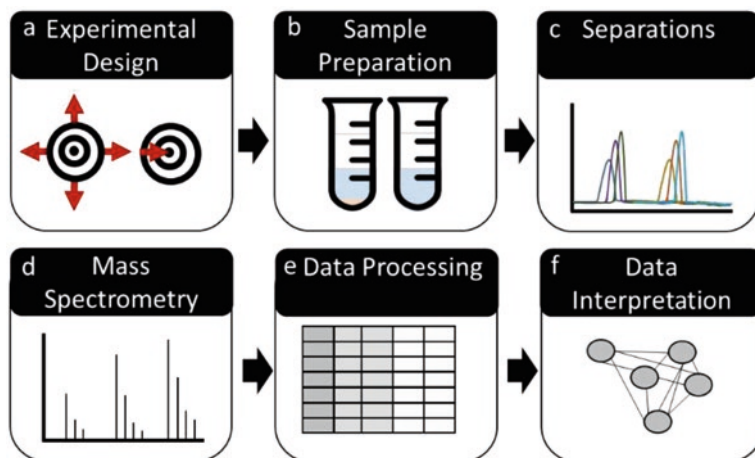 a Experimental
Design
b Sample
Preparation
c Separations
d Mass
Spectrometry
e Data Processing
f Data
Interpretation